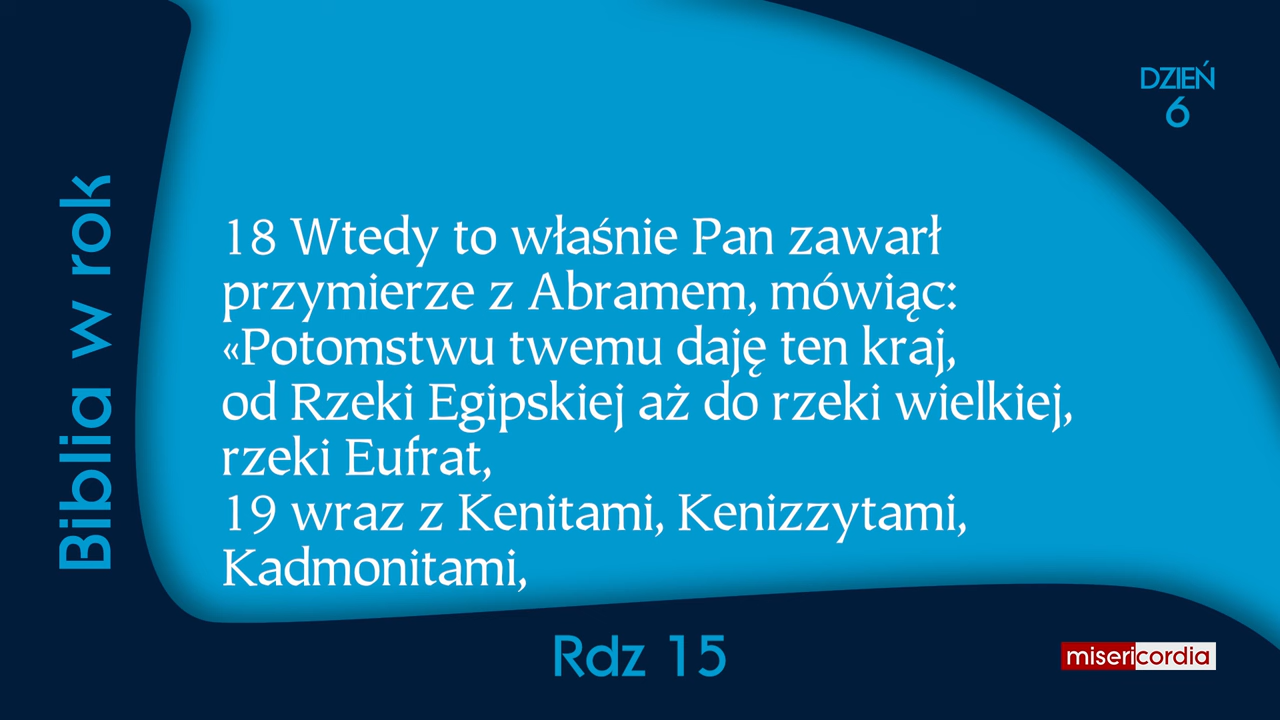 DZIEŃ
6
Biblia w rok
18 Wtedy to właśnie Pan zawarł
przymierze z Abramem, mówiąc:
«Potomstwu twemu daję ten kraj,
od Rzeki Egipskiej aż do rzeki wielkiej,
rzeki Eufrat,
19 wraz z Kenitami, Kenizzytami,
Kadmonitami,
Rdz 15
misericordia